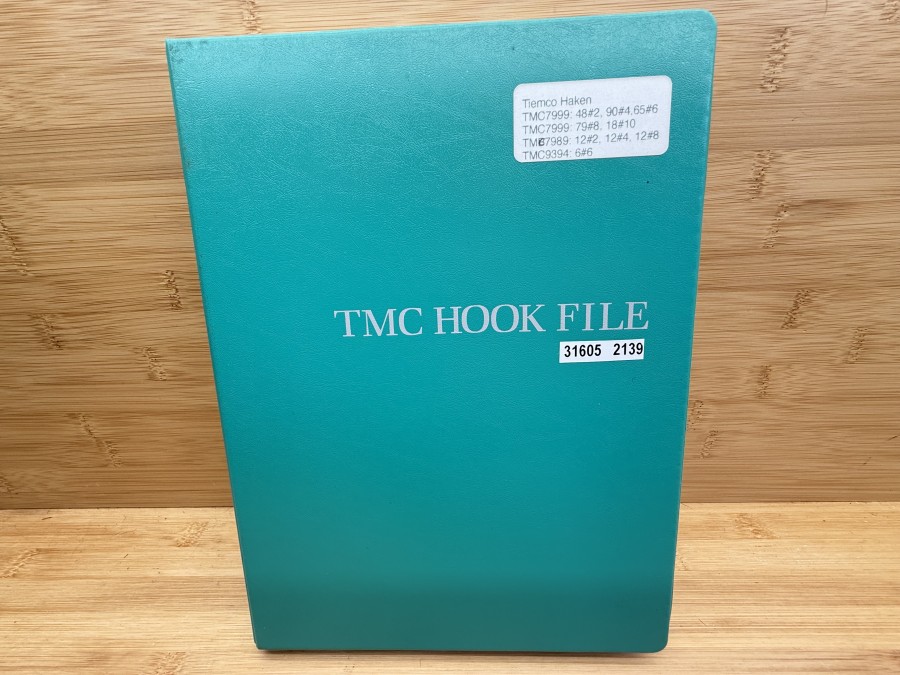 Tiemco Haken
TMC7999: 48#2, 90#4,65#6
TMC7999: 79#8, 18#10
TMC7989: 12#2, 12#4, 12#8
TMC9394: 6#6
TMC HOOK FILE
31605 2139